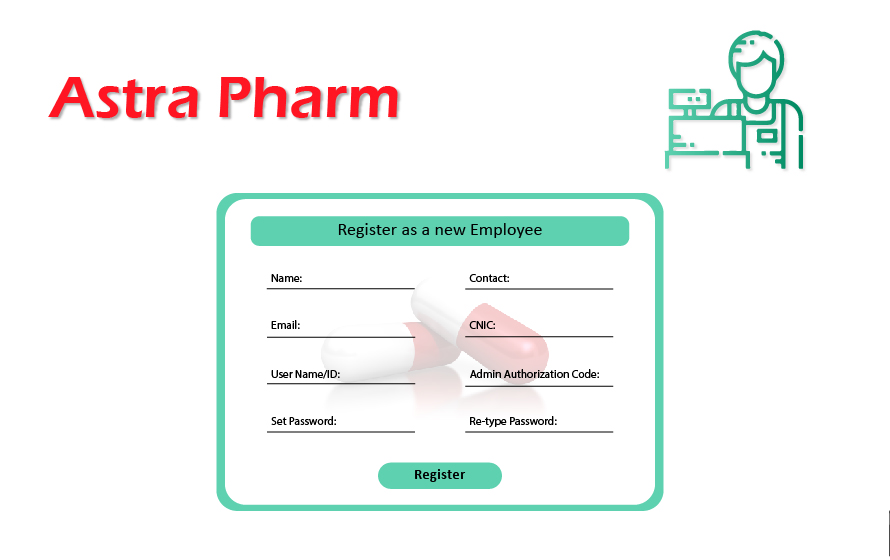 Astra Pharm
Register as a new Employee
Name:
Contact:
Email:
CNIC:
User Name/ID:
Admin Authorization Code:
Set Password:
Re-type Password:
Register